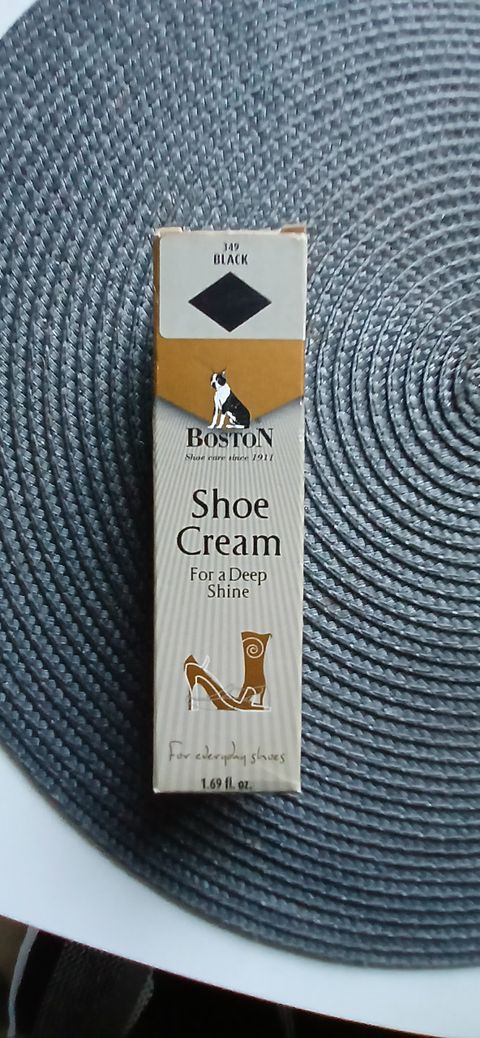 349
BLACK
BOSTON
Shoe care since 1911
Shoe
Cream
For a Deep
Shine
For everyday shoes
1.69 fl. oz.